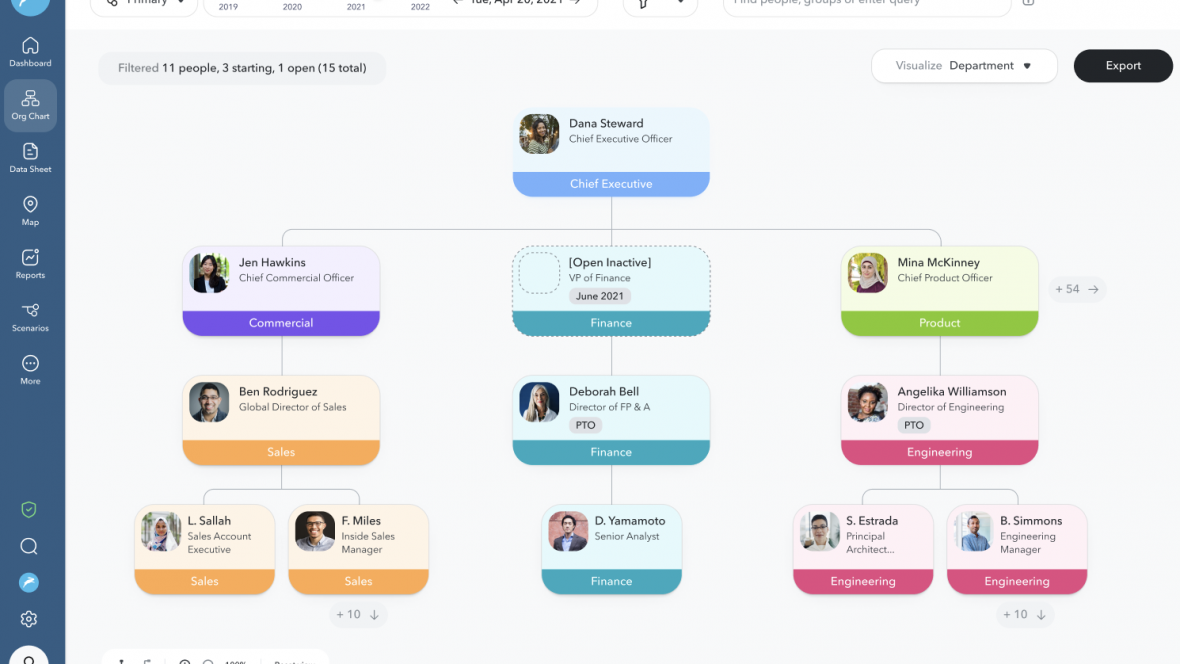 Primary
2019
2020
2021
2022
Tue, Apr 20, 2021
Find people, groups or enter query
Dashboard
Org Chart
Data Sheet
Map
Reports
Scenarios
More
Filtered 11 people, 3 starting, 1 open (15 total)
Visualize Department
Export
Dana Steward
Chief Executive Officer
Chief Executive
Jen Hawkins
Chief Commercial Officer
Commercial
[Open Inactive]
VP of Finance
June 2021
Finance
Mina McKinney
Chief Product Officer
Product
+ 54
Ben Rodriguez
Global Director of Sales
Sales
Deborah Bell
Director of FP & A
PTO
Finance
Angelika Williamson
Director of Engineering
PTO
Engineering
L. Sallah
Sales Account
Executive
Sales
F. Miles
Inside Sales
Manager
Sales
+ 10
D. Yamamoto
Senior Analyst
Finance
S. Estrada
Principal
Architect...
Engineering
B. Simmons
Engineering
Manager
Engineering
+ 10
100%